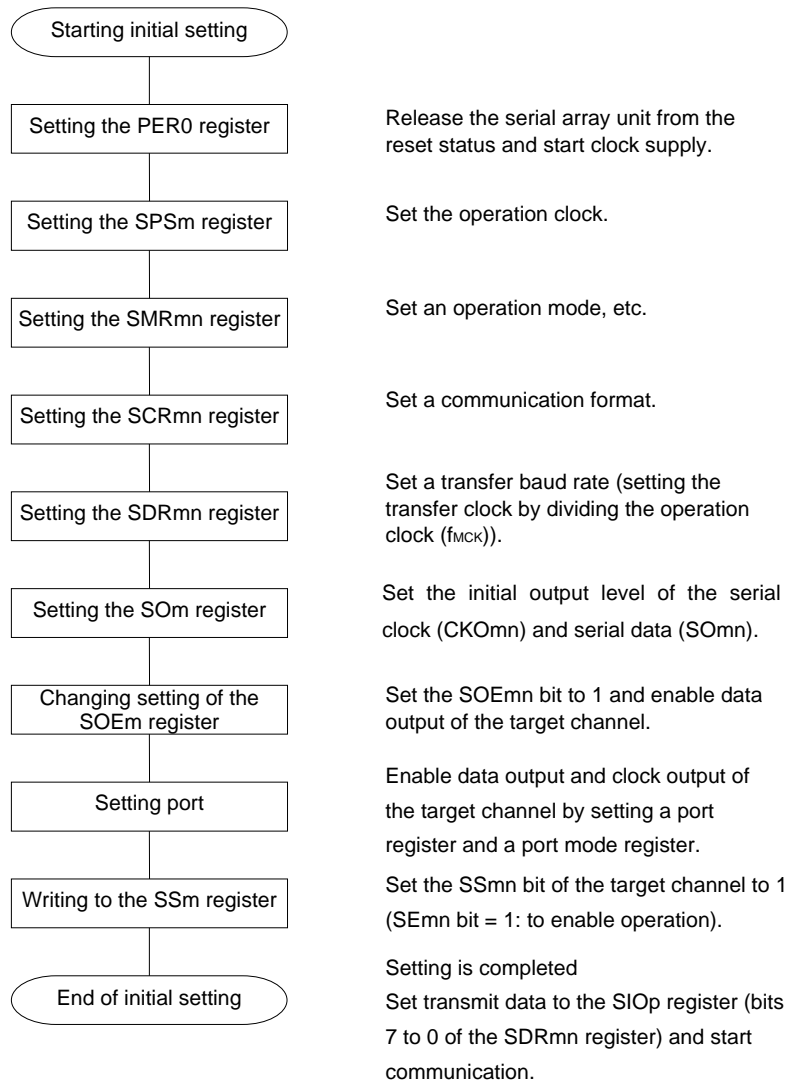 Starting initial setting
Setting the PER0 register
Release the serial array unit from the
reset status and start clock supply.
Setting the SPSm register
Set the operation clock.
Setting the SMRmn register
Set an operation mode, etc.
Setting the SCRmn register
Set a communication format.
Setting the SDRmn register
Set a transfer baud rate (setting the
transfer clock by dividing the operation
clock (fMCK)).
Setting the SOm register
Set the initial output level of the serial
clock (CKOmn) and serial data (SOmn).
Changing setting of the
SOEm register
Set the SOEmn bit to 1 and enable data
output of the target channel.
Setting port
Enable data output and clock output of
the target channel by setting a port
register and a port mode register.
Writing to the SSm register
Set the SSmn bit of the target channel to 1
(SEmn bit = 1: to enable operation).
End of initial setting
Setting is completed
Set transmit data to the SIOp register (bits
7 to 0 of the SDRmn register) and start
communication.